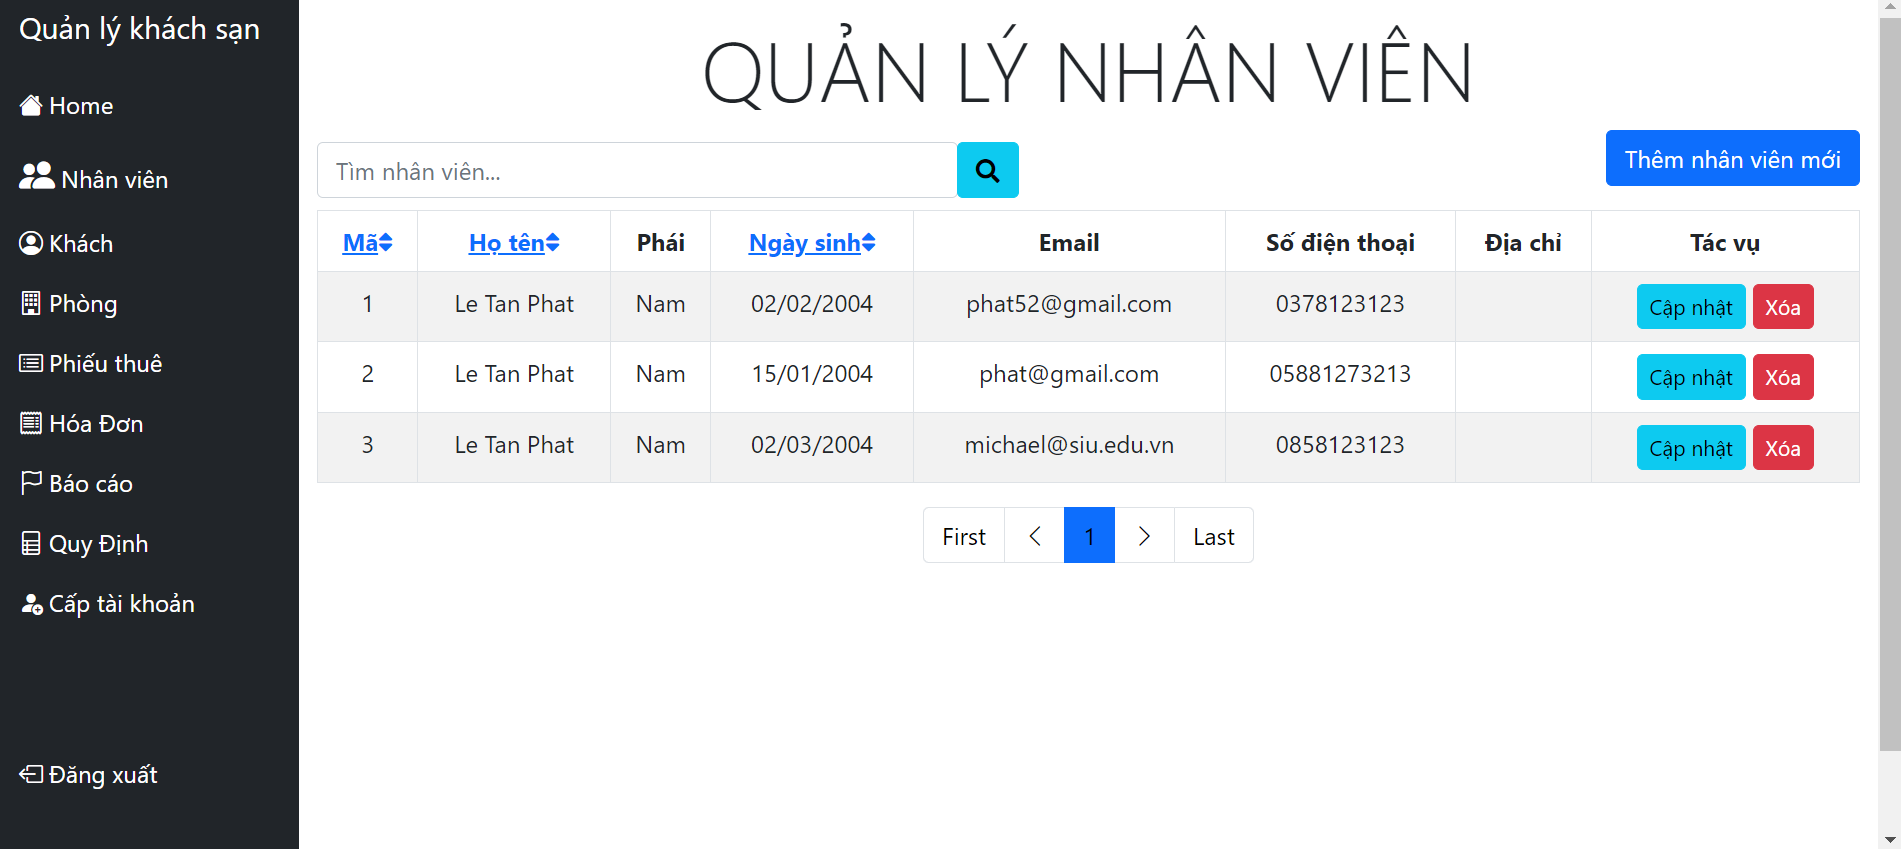 Quản lý khách sạn
Home
Nhân viên
Khách
Phòng
Phiếu thuê
Hóa Đơn
Báo cáo
Quy Định
Cấp tài khoản
Đăng xuất
QUẢN LÝ NHÂN VIÊN
Tìm nhân viên...
Thêm nhân viên mới
Mã Họ tên Phái Ngày sinh Email Số điện thoại Địa chỉ Tác vụ
1 Le Tan Phat Nam 02/02/2004 phat52@gmail.com 0378123123 Cập nhật Xóa
2 Le Tan Phat Nam 15/01/2004 phat@gmail.com 05881273213 Cập nhật Xóa
3 Le Tan Phat Nam 02/03/2004 michael@siu.edu.vn 0858123123 Cập nhật Xóa
First 1 Last